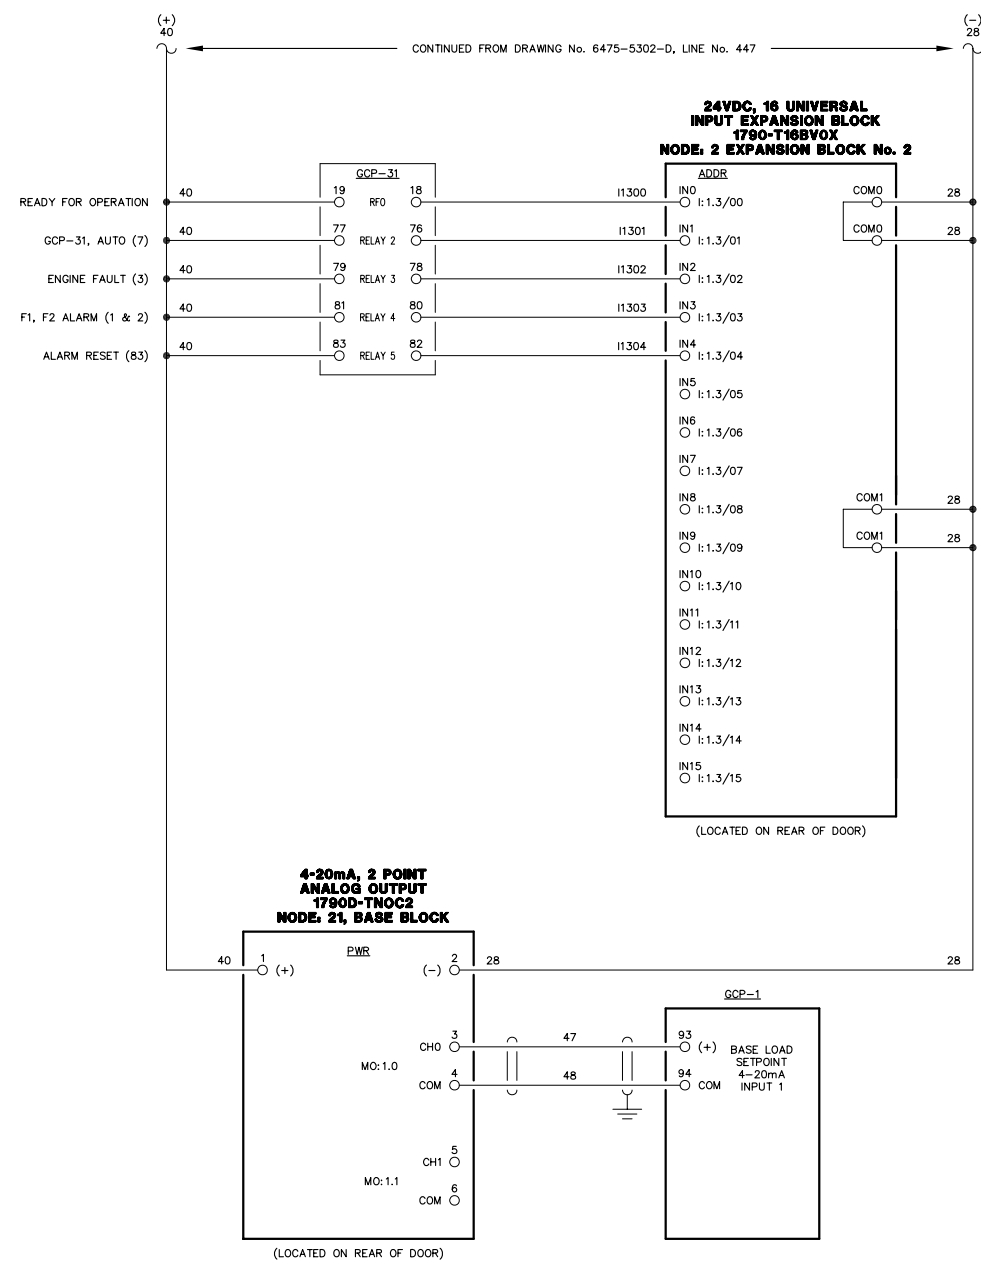 (+)
40
(-)
28
CONTINUED FROM DRAWING No. 6475-5302-D, LINE No. 447
24VDC, 16 UNIVERSAL
INPUT EXPANSION BLOCK
1790-T16BV0X
NODE: 2 EXPANSION BLOCK No. 2
GCP-31
ADDR
READY FOR OPERATION 40 19 RFO 18 I1300 IN0 I:1.3/00 COM0 28
GCP-31, AUTO (7) 40 77 RELAY 2 76 I1301 IN1 I:1.3/01 COM0 28
ENGINE FAULT (3) 40 79 RELAY 3 78 I1302 IN2 I:1.3/02
F1, F2 ALARM (1 & 2) 40 81 RELAY 4 80 I1303 IN3 I:1.3/03
ALARM RESET (83) 40 83 RELAY 5 82 I1304 IN4 I:1.3/04
IN5 I:1.3/05
IN6 I:1.3/06
IN7 I:1.3/07
IN8 I:1.3/08 COM1 28
IN9 I:1.3/09 COM1 28
IN10 I:1.3/10
IN11 I:1.3/11
IN12 I:1.3/12
IN13 I:1.3/13
IN14 I:1.3/14
IN15 I:1.3/15
(LOCATED ON REAR OF DOOR)
4-20mA, 2 POINT
ANALOG OUTPUT
1790D-TN0C2
NODE: 21, BASE BLOCK
PWR
40 1 (+) (-) 2 28 28
GCP-1
CH0 3 47 93 (+)
MO:1.0
COM 4 48 94 COM
BASE LOAD
SETPOINT
4-20mA
INPUT 1
CH1 5
MO:1.1
COM 6
(LOCATED ON REAR OF DOOR)